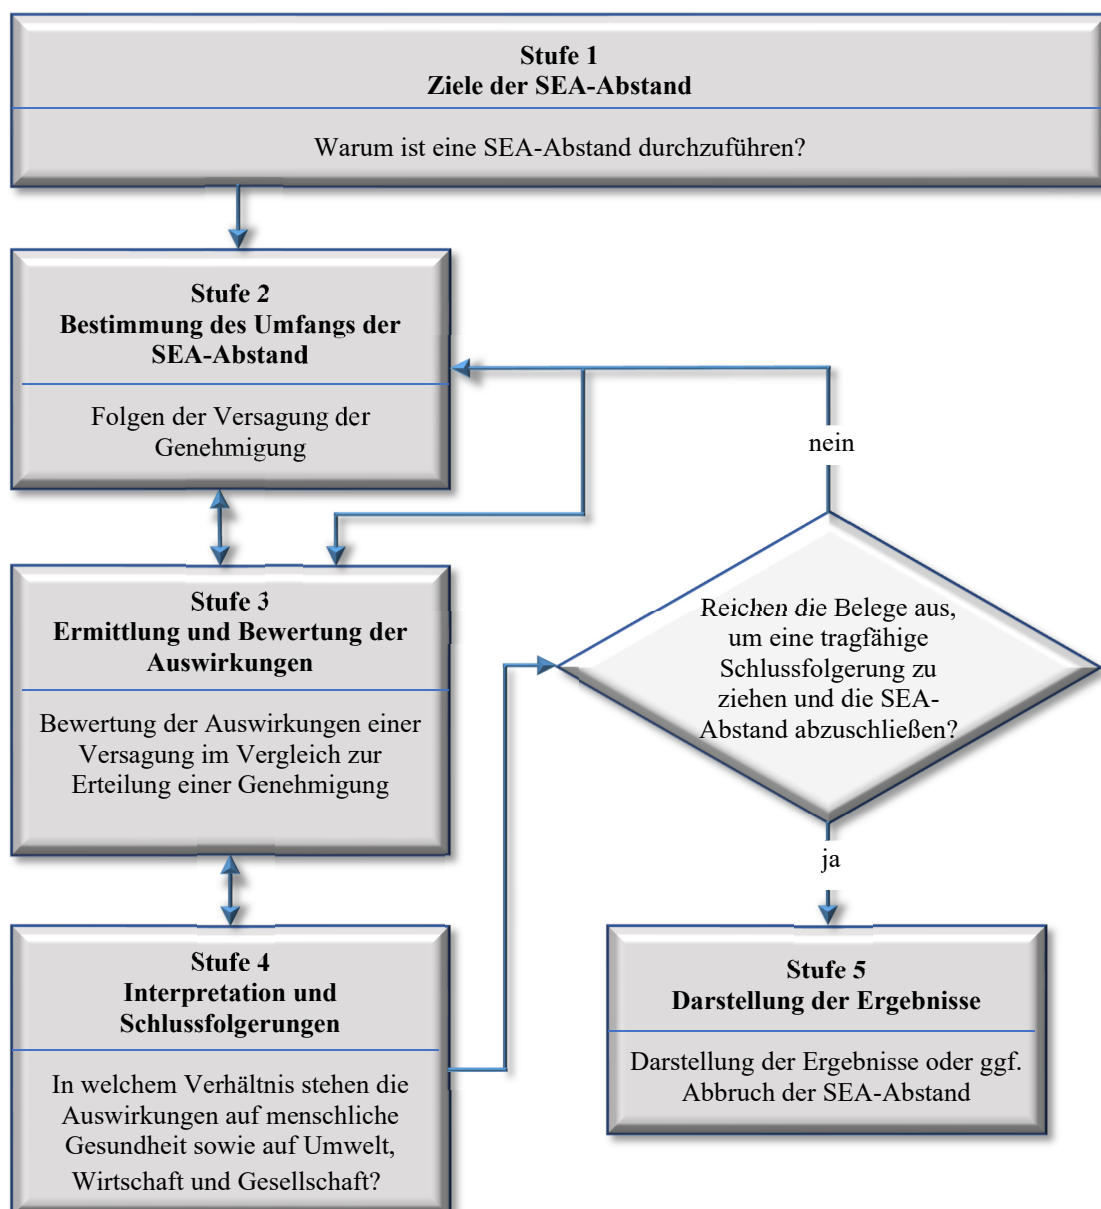 Stufe 1
Ziele der SEA-Abstand
Warum ist eine SEA-Abstand durchzuführen?
Stufe 2
Bestimmung des Umfangs der
SEA-Abstand
Folgen der Versagung der
Genehmigung
nein
Stufe 3
Ermittlung und Bewertung der
Auswirkungen
Bewertung der Auswirkungen einer
Versagung im Vergleich zur
Erteilung einer Genehmigung
Reichen die Belege aus,
um eine tragfähige
Schlussfolgerung zu
ziehen und die SEA-
Abstand abzuschließen?
ja
Stufe 4
Interpretation und
Schlussfolgerungen
In welchem Verhältnis stehen die
Auswirkungen auf menschliche
Gesundheit sowie auf Umwelt,
Wirtschaft und Gesellschaft?
Stufe 5
Darstellung der Ergebnisse
Darstellung der Ergebnisse oder ggf.
Abbruch der SEA-Abstand